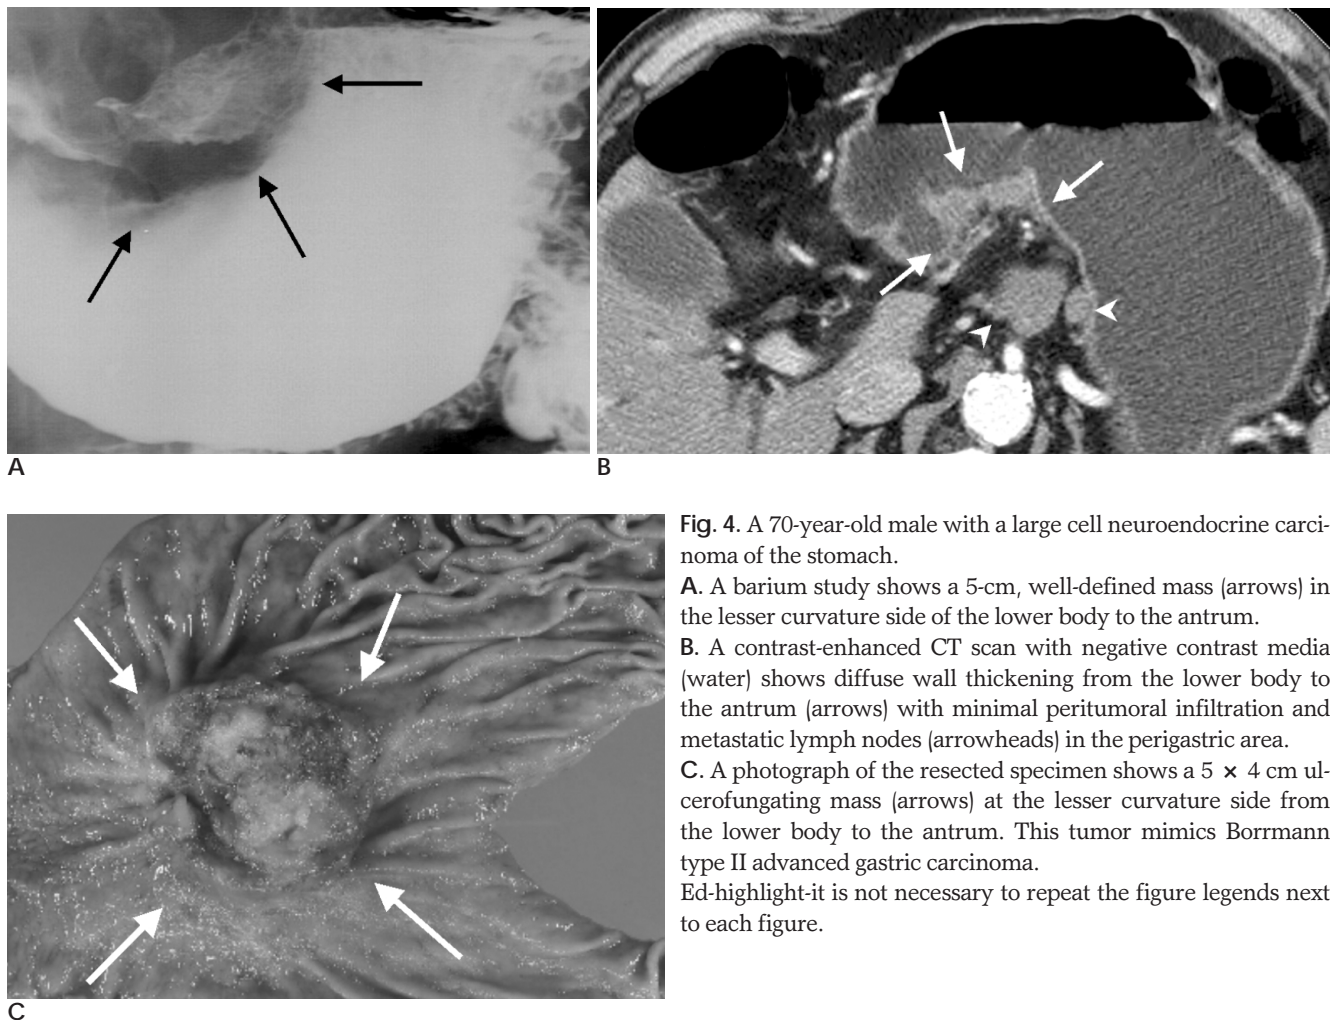 A
B
C
Fig. 4. A 70-year-old male with a large cell neuroendocrine carci-
noma of the stomach.
A. A barium study shows a 5-cm, well-defined mass (arrows) in
the lesser curvature side of the lower body to the antrum.
B. A contrast-enhanced CT scan with negative contrast media
(water) shows diffuse wall thickening from the lower body to
the antrum (arrows) with minimal peritumoral infiltration and
metastatic lymph nodes (arrowheads) in the perigastric area.
C. A photograph of the resected specimen shows a 5 × 4 cm ul-
cerofungating mass (arrows) at the lesser curvature side from
the lower body to the antrum. This tumor mimics Borrmann
type II advanced gastric carcinoma.
Ed-highlight-it is not necessary to repeat the figure legends next
to each figure.